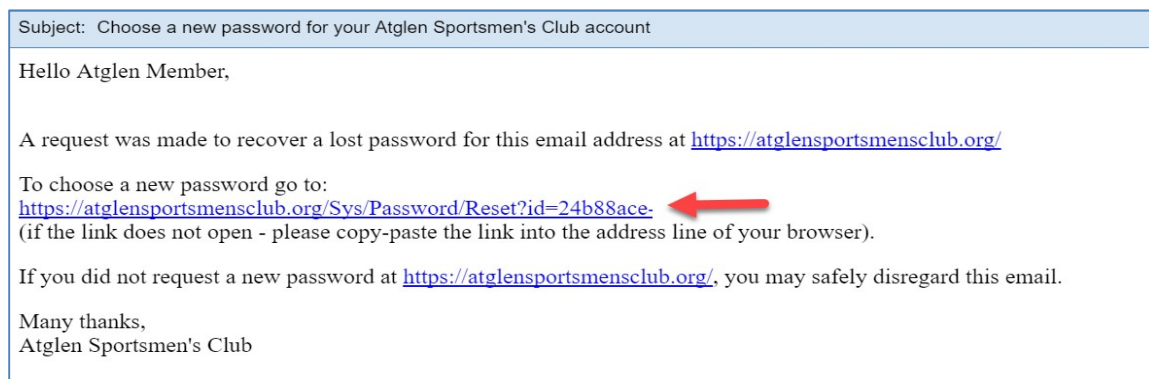 Subject: Choose a new password for your Atglen Sportsmen's Club account
Hello Atglen Member,
A request was made to recover a lost password for this email address at https://atglensportsmensclub.org/
To choose a new password go to:
https://atglensportsmensclub.org/Sys/Password/Reset?id=24b88ace-
(if the link does not open - please copy-paste the link into the address line of your browser).
If you did not request a new password at https://atglensportsmensclub.org/, you may safely disregard this email.
Many thanks,
Atglen Sportsmen's Club